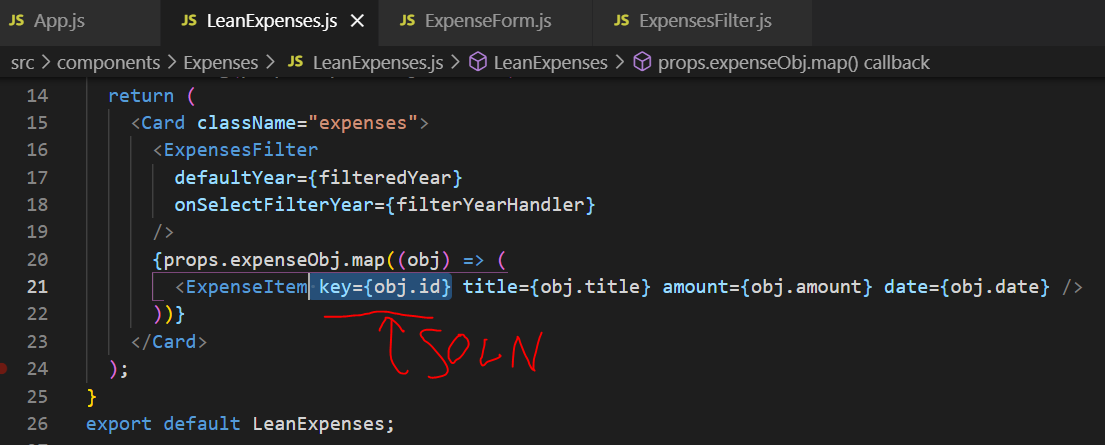 JS App.js JS LeanExpenses.js × JS ExpenseForm.js JS ExpensesFilter.js
src > components > Expenses > JS LeanExpenses.js > LeanExpenses > props.expenseObj.map() callback
14 return (
15 <Card className="expenses">
16 <ExpensesFilter
17 defaultYear={filteredYear}
18 onSelectFilterYear={filterYearHandler}
19 />
20 {props.expenseObj.map((obj) => (
21 <ExpenseItem key={obj.id} title={obj.title} amount={obj.amount} date={obj.date} />
22 ))}
23 </Card>
SOLN
24 );
25 }
26 export default LeanExpenses;